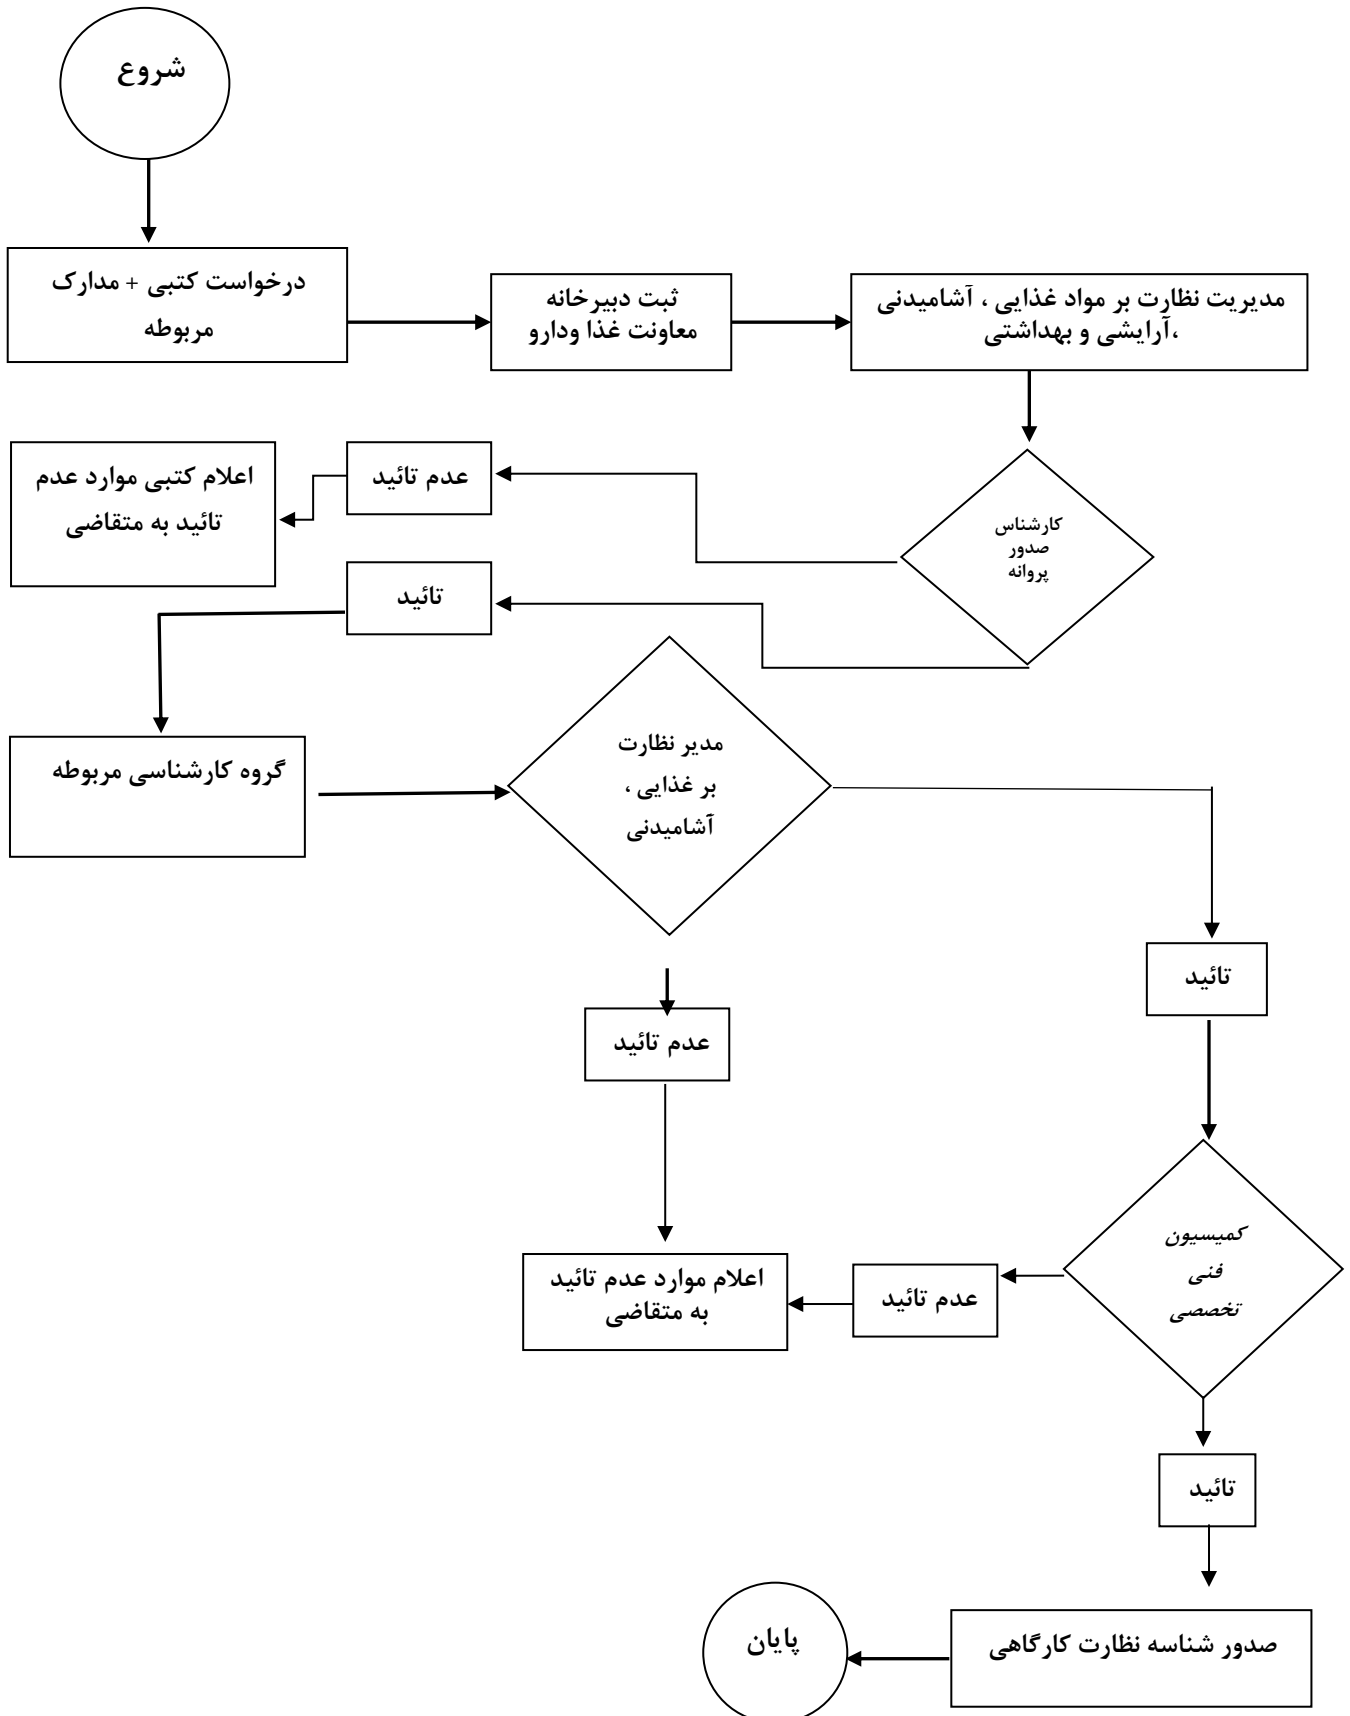 شروع
درخواست کتبی + مدارک
مربوطه
ثبت دبیرخانه
معاونت غذا ودارو
مدیریت نظارت بر مواد غذایی ، آشامیدنی
،آرایشی و بهداشتی
کارشناس
صدور
پروانه
عدم تائید
اعلام کتبی موارد عدم
تائید به متقاضی
تائید
گروه کارشناسی مربوطه
مدیر نظارت
بر غذایی ،
آشامیدنی
تائید
عدم تائید
کمیسیون
فنی
تخصصی
عدم تائید
اعلام موارد عدم تائید
به متقاضی
تائید
صدور شناسه نظارت کارگاهی
پایان